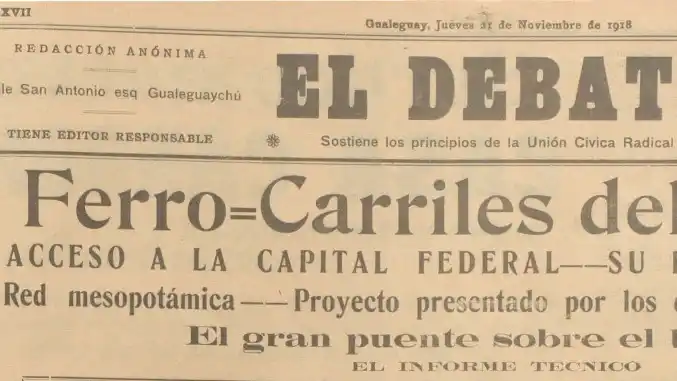 XVII
Gualeguay, Jueves 21 de Noviembre de 1918
REDACCIÓN ANÓNIMA
le San Antonio esq Gualeguaychú
TIENE EDITOR RESPONSABLE
EL DEBAT
Sostiene los principios de la Unión Cívica Radical
Ferro=Carriles del
ACCESO A LA CAPITAL FEDERAL——SU
Red mesopotámica —— Proyecto presentado por los
El gran puente sobre el
EL INFORME TECNICO